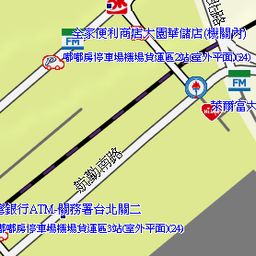 全家便利商店大園華儲店(機關內)
FM
嘟嘟房停車場機場貨運區2站(室外平面)(24)
FM
萊爾富大
航勤南路
灣銀行ATM-關務署台北關二
嘟嘟房停車場機場貨運區3站(室外平面)(24)